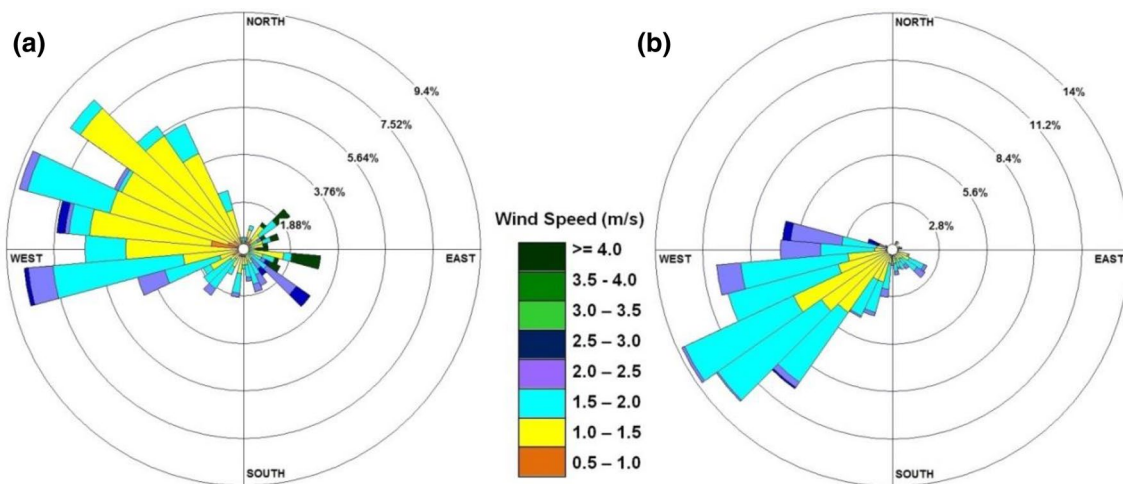 (a)
NORTH
9.4%
7.52%
5.64%
3.76%
1.88%
WEST
EAST
SOUTH
Wind Speed (m/s)
>= 4.0
3.5 - 4.0
3.0 – 3.5
2.5 – 3.0
2.0 – 2.5
1.5 – 2.0
1.0 – 1.5
0.5 – 1.0
(b)
NORTH
14%
11.2%
8.4%
5.6%
2.8%
WEST
EAST
SOUTH